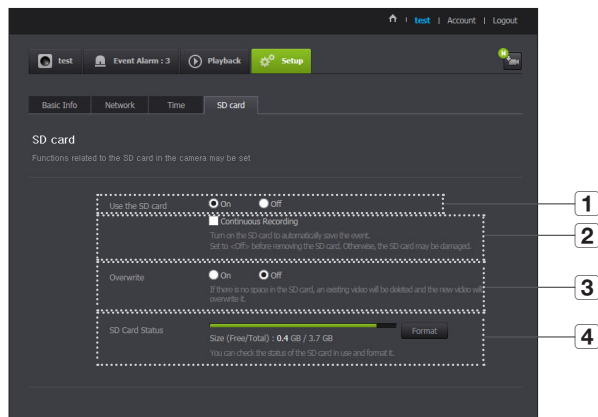 test | Account | Logout
test Event Alarm : 3 Playback Setup
N
Basic Info Network Time SD card
SD card
Functions related to the SD card in the camera may be set
Use the SD card On Off
1
Continuous Recording
Turn on the SD card to automatically save the event.
2
Set to <Off> before removing the SD card. Otherwise, the SD card may be damaged.
Overwrite On Off
3
If there is no space in the SD card, an existing video will be deleted and the new video will
overwrite it.
SD Card Status Format
4
Size (Free/Total) : 0.4 GB / 3.7 GB
You can check the status of the SD card in use and format it.